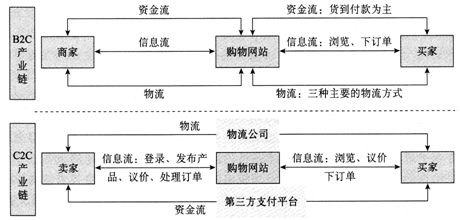 B2C产业链
资金流
资金流：货到付款为主
商家
信息流
购物网站
信息流：浏览、下订单
买家
物流
物流：三种主要的物流方式
C2C产业链
物流
物流公司
卖家
信息流：登录、发布产
品、议价、处理订单
购物网站
信息流：浏览、议价
下订单
买家
资金流
第三方支付平台